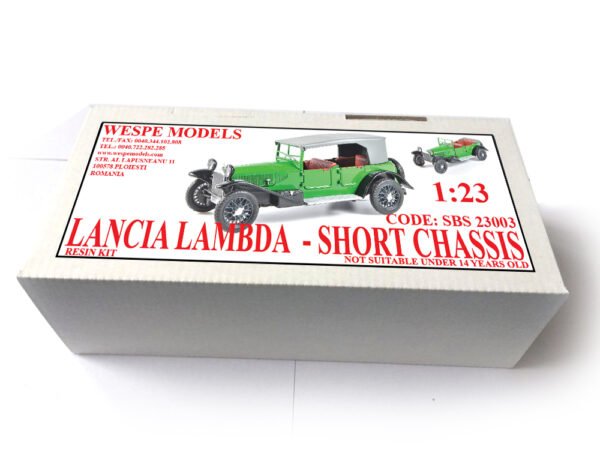 WESPE MODELS
TEL./FAX: 0040.344.102.808
TEL.: 0040.722.282.285
www.wespemodels.com
STR. AL LAPUSNEANU 11
100578 PLOIESTI
ROMANIA
1:23
CODE: SBS 23003
LANCIA LAMBDA - SHORT CHASSIS
RESIN KIT
NOT SUITABLE UNDER 14 YEARS OLD